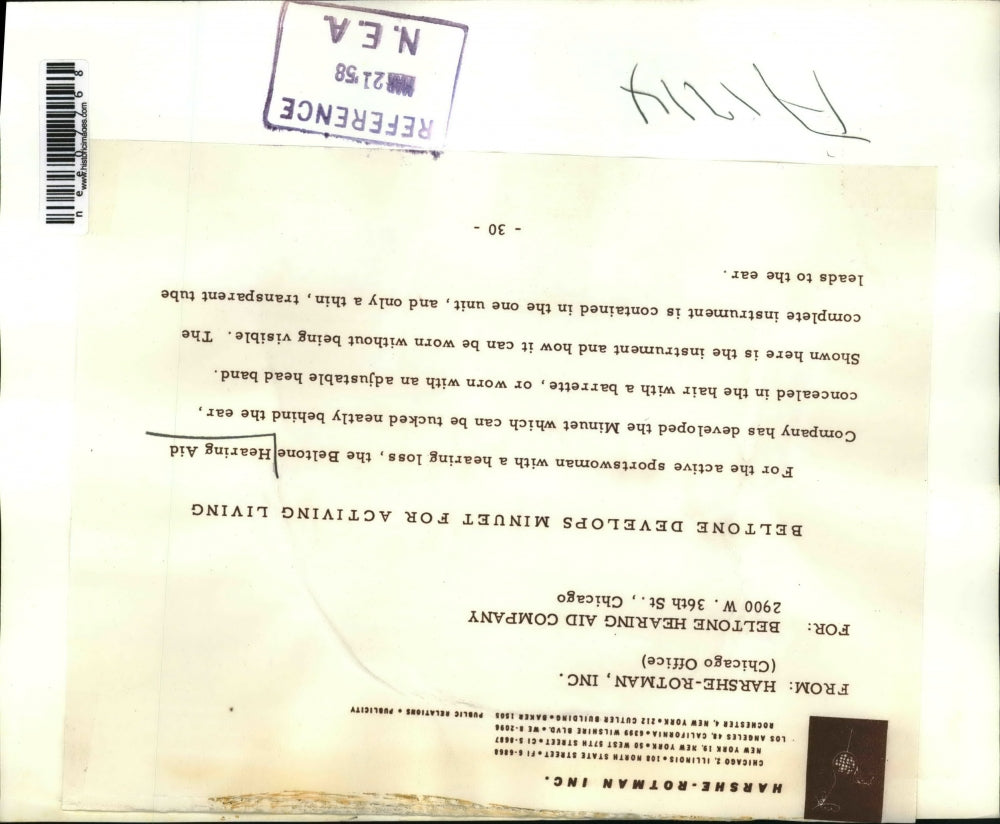 HARSHE-ROTMAN INC.
CHICAGO 2, ILLINOIS • 108 NORTH STATE STREET • FI 6-6868
NEW YORK 19, NEW YORK • 50 WEST 57TH STREET • CI 5-8687
LOS ANGELES 48, CALIFORNIA • 6399 WILSHIRE BLVD. • WE 8-2096
ROCHESTER 4, NEW YORK • 212 CUTLER BUILDING • BAKER 1505 PUBLIC RELATIONS • PUBLICITY
FROM: HARSHE-ROTMAN, INC.
(Chicago Office)
FOR: BELTONE HEARING AID COMPANY
2900 W. 36th St., Chicago
BELTONE DEVELOPS MINUET FOR ACTIVING LIVING
For the active sportswoman with a hearing loss, the Beltone Hearing Aid
Company has developed the Minuet which can be tucked neatly behind the ear,
concealed in the hair with a barrette, or worn with an adjustable head band.
Shown here is the instrument and how it can be worn without being visible. The
complete instrument is contained in the one unit, and only a thin, transparent tube
leads to the ear.
- 30 -
REFERENCE
MAR 21 '58
N.E.A.
www.historicimages.com